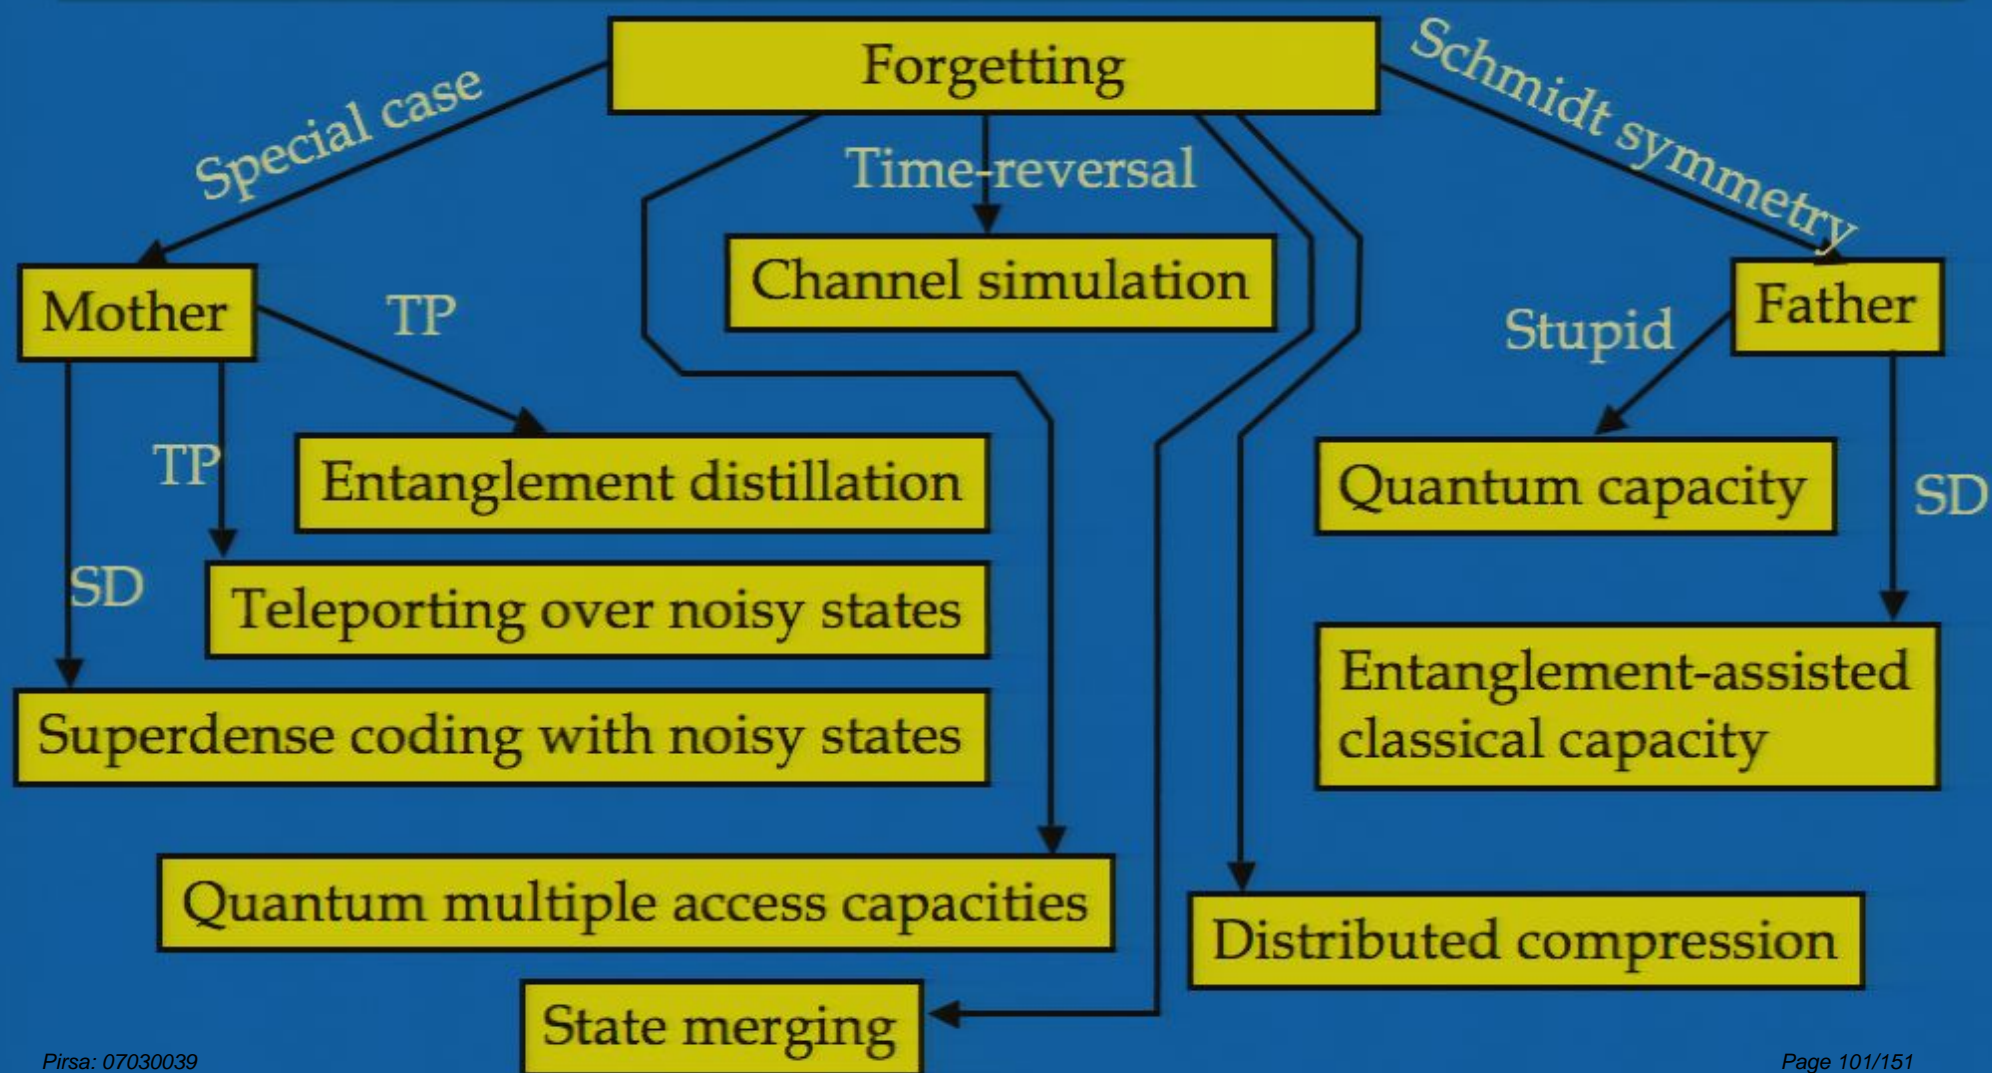 Forgetting
Special case
Time-reversal
Schmidt symmetry
Mother
TP
Channel simulation
Stupid
Father
TP
Entanglement distillation
Quantum capacity
SD
SD
Teleporting over noisy states
Superdense coding with noisy states
Entanglement-assisted
classical capacity
Quantum multiple access capacities
Distributed compression
State merging
Pirsa: 07030039
Page 101/151